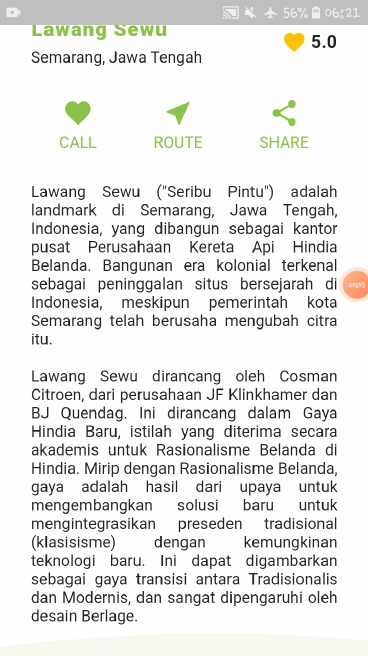 56% 06:21
Lawang Sewu
5.0
Semarang, Jawa Tengah
CALL ROUTE SHARE
Lawang Sewu ("Seribu Pintu") adalah
landmark di Semarang, Jawa Tengah,
Indonesia, yang dibangun sebagai kantor
pusat Perusahaan Kereta Api Hindia
Belanda. Bangunan era kolonial terkenal
sebagai peninggalan situs bersejarah di
Indonesia, meskipun pemerintah kota
Semarang telah berusaha mengubah citra
itu.
Lawang Sewu dirancang oleh Cosman
Citroen, dari perusahaan JF Klinkhamer dan
BJ Quendag. Ini dirancang dalam Gaya
Hindia Baru, istilah yang diterima secara
akademis untuk Rasionalisme Belanda di
Hindia. Mirip dengan Rasionalisme Belanda,
gaya adalah hasil dari upaya untuk
mengembangkan solusi baru untuk
mengintegrasikan preseden tradisional
(klasisisme) dengan kemungkinan
teknologi baru. Ini dapat digambarkan
sebagai gaya transisi antara Tradisionalis
dan Modernis, dan sangat dipengaruhi oleh
desain Berlage.